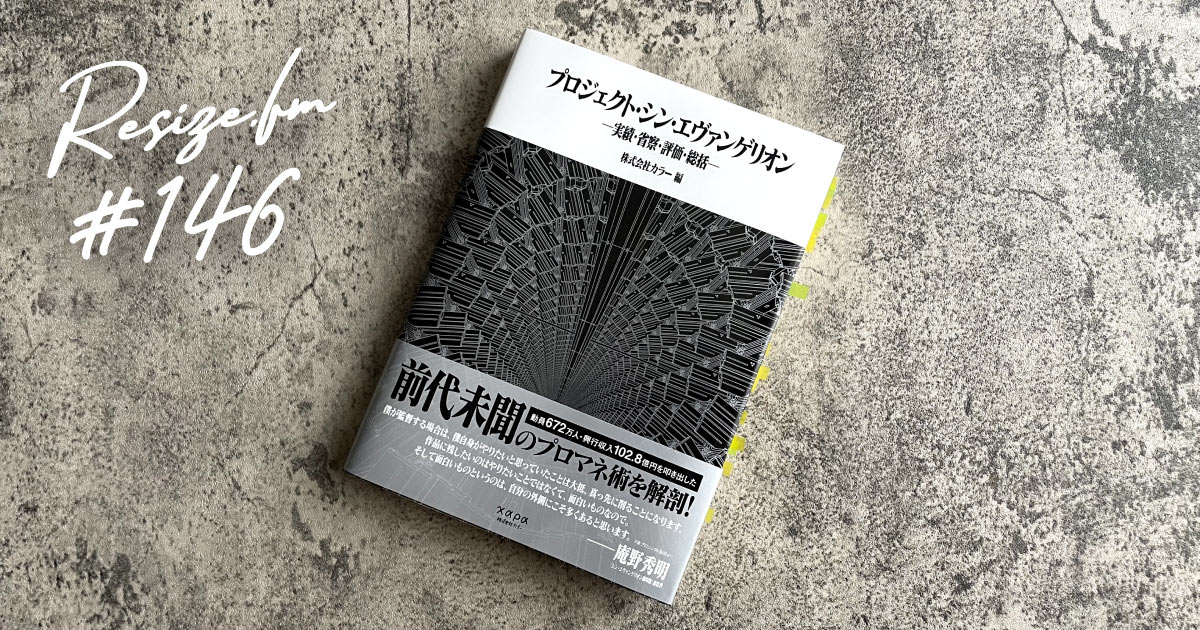 Resize.fm
#146
プロジェクト・シン・エヴァンゲリオン
―実績・省察・評価・総括―
株式会社カラー 編
動員672万人・興行収入102.8億円を叩き出した
前代未聞のプロマネ術を解剖!
僕が監督する場合は、僕自身がやりたいと思っていたことは大抵、真っ先に削ることになります。
作品に残したいのはやりたいことではなくて、面白いものなので。
そして面白いものというのは、自分の外側にこそ多くあると思います。
――庵野秀明
χαρα
株式会社カラー